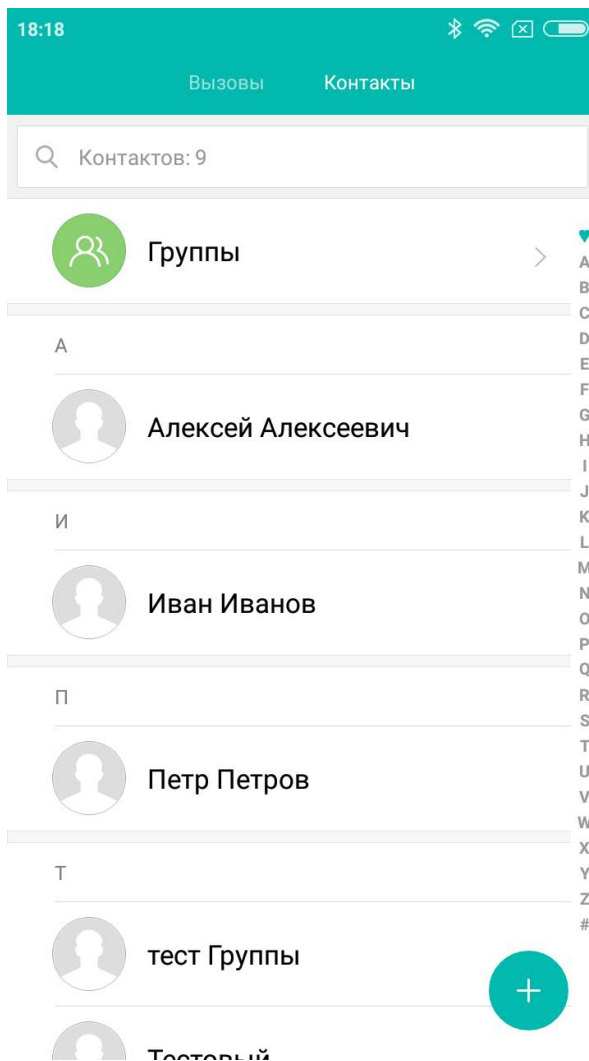 18:18
Вызовы Контакты
Контактов: 9
Группы
А
Алексей Алексеевич
И
Иван Иванов
П
Петр Петров
Т
тест Группы
Тестовый
A
B
C
D
E
F
G
H
I
J
K
L
M
N
O
P
Q
R
S
T
U
V
W
X
Y
Z
#